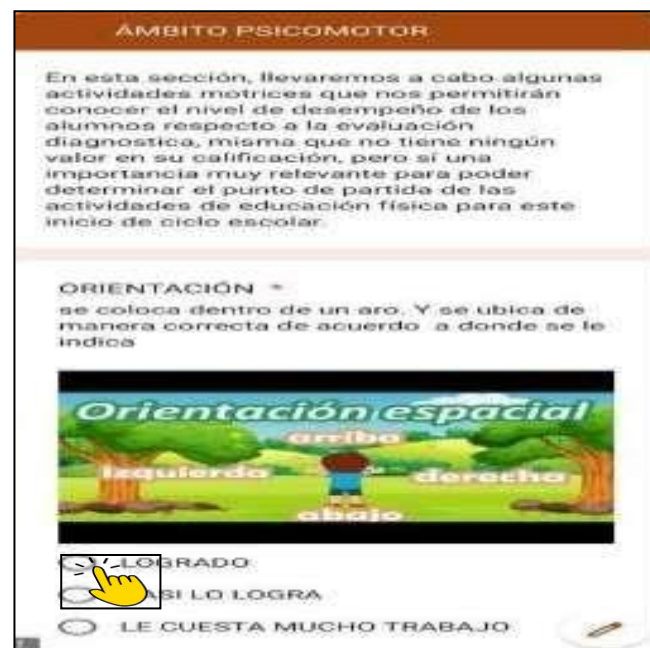 ÁMBITO PSICOMOTOR
En esta sección, llevaremos a cabo algunas
actividades motrices que nos permitirán
conocer el nivel de desempeño de los
alumnos respecto a la evaluación
diagnostica, misma que no tiene ningún
valor en su calificación, pero sí una
importancia muy relevante para poder
determinar el punto de partida de las
actividades de educación física para este
inicio de ciclo escolar.
ORIENTACIÓN *
se coloca dentro de un aro. Y se ubica de
manera correcta de acuerdo a donde se le
indica
Orientación espacial
arriba
izquierda derecha
abajo
LOGRADO
ASI LO LOGRA
LE CUESTA MUCHO TRABAJO